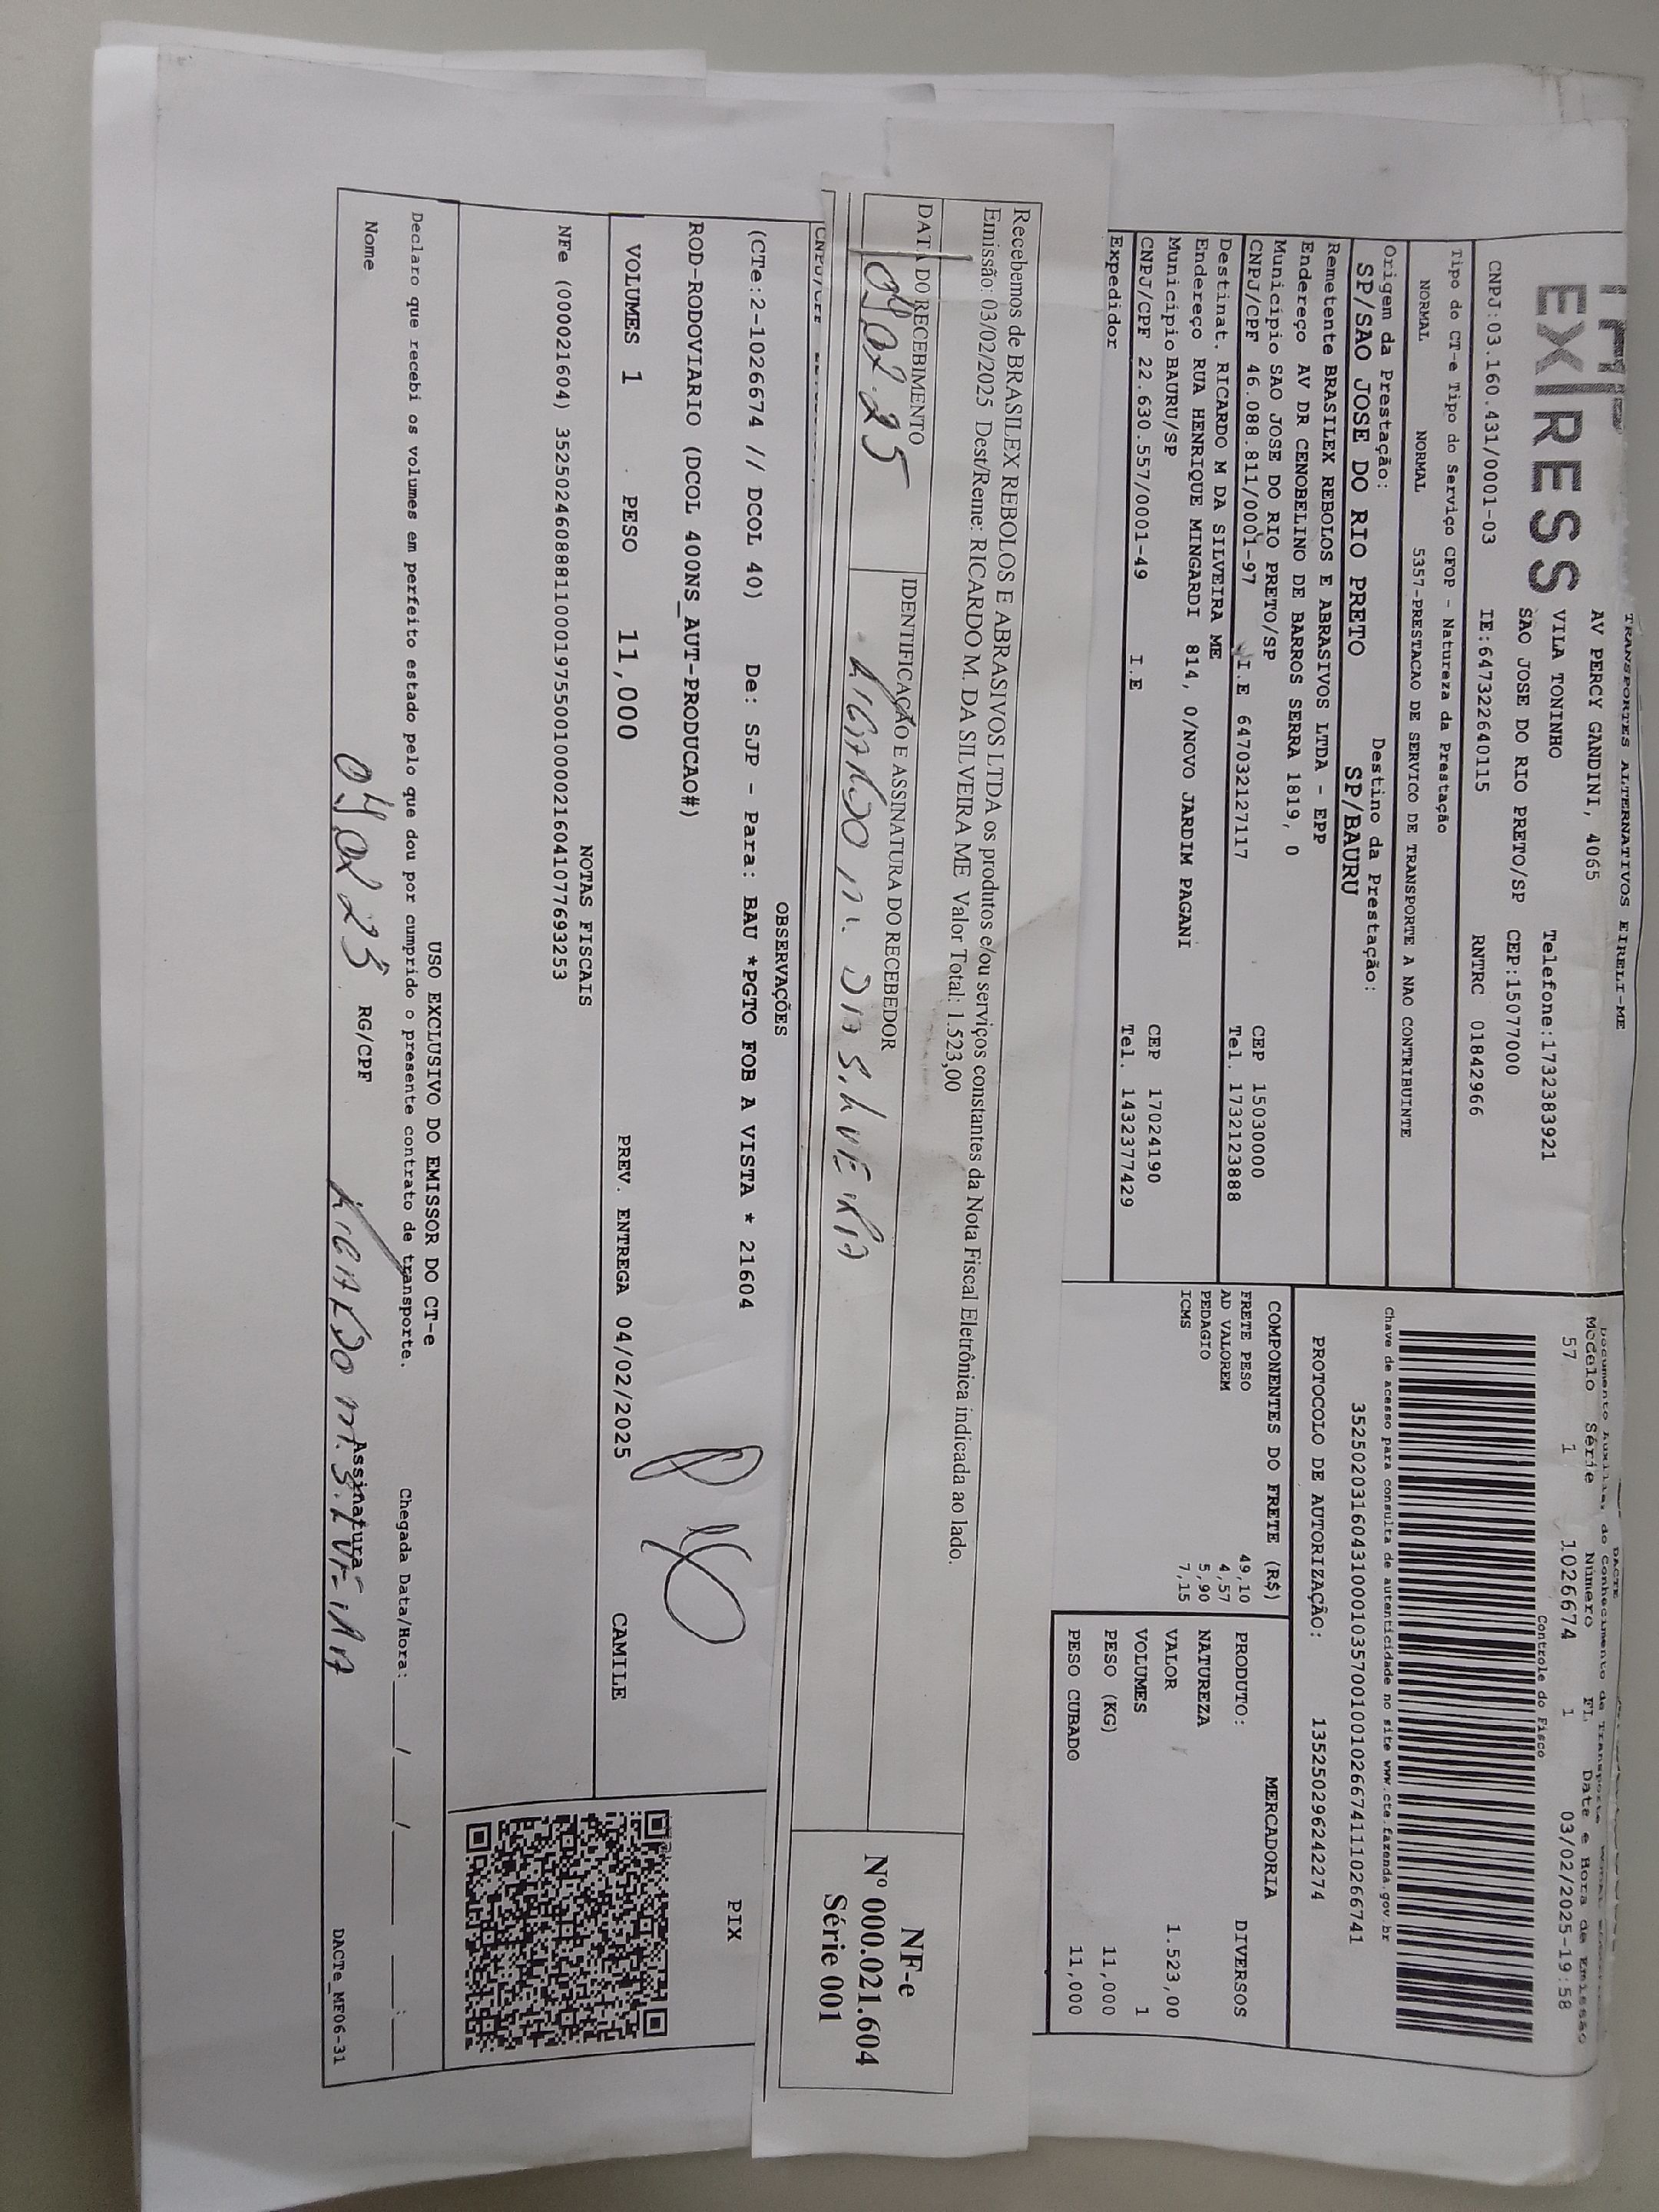 TRANSPORTES ALTERNATIVOS EIRELI-ME
EXPRESS
AV PERCY GANDINI, 4065
VILA TONINHO Telefone:1732383921
SAO JOSE DO RIO PRETO/SP CEP:15077000
CNPJ:03.160.431/0001-03 IE:647322640115 RNTRC 01842966
Tipo do CT-e Tipo do Serviço CFOP - Natureza da Prestação
NORMAL NORMAL 5357-PRESTACAO DE SERVICO DE TRANSPORTE A NAO CONTRIBUINTE
Origem da Prestação: Destino da Prestação:
SP/SAO JOSE DO RIO PRETO SP/BAURU
Remetente BRASILEX REBOLOS E ABRASIVOS LTDA - EPP
Endereço AV DR CENOBELINO DE BARROS SERRA 1819, 0
Município SAO JOSE DO RIO PRETO/SP CEP 15030000
CNPJ/CPF 46.088.811/0001-97 I.E 647032127117 Tel. 1732123888
Destinat. RICARDO M DA SILVEIRA ME
Endereço RUA HENRIQUE MINGARDI 814, 0/NOVO JARDIM PAGANI
Município BAURU/SP CEP 17024190
CNPJ/CPF 22.630.557/0001-49 I.E Tel. 1432377429
Expedidor
DACTE
Documento Auxiliar do Conhecimento de Transporte
Modelo Série Número FL Date e Hora de Emissão
57 1 1026674 1 03/02/2025-19:58
Controle do Fisco
Chave de acesso para consulta de autenticidade no site www.cte.fazenda.gov.br
35250203160431000103570010010266741110266741
PROTOCOLO DE AUTORIZAÇÃO: 135250296242274
COMPONENTES DO FRETE (R$)
FRETE PESO 49,10
AD VALOREM 4,57
PEDAGIO 5,90
ICMS 7,15
MERCADORIA
PRODUTO: DIVERSOS
NATUREZA
VALOR 1.523,00
VOLUMES 1
PESO (KG) 11,000
PESO CUBADO 11,000
Recebemos de BRASILEX REBOLOS E ABRASIVOS LTDA os produtos e/ou serviços constantes da Nota Fiscal Eletrônica indicada ao lado.
Emissão: 03/02/2025 Dest/Reme: RICARDO M. DA SILVEIRA ME Valor Total: 1.523,00
DATA DO RECEBIMENTO IDENTIFICAÇÃO E ASSINATURA DO RECEBEDOR
04 02.25 RICARDO M. DA SILVEIRA
NF-e
Nº 000.021.604
Série 001
CNPJ/CPF
OBSERVAÇÕES
(CTe:2-1026674 // DCOL 40) De: SJP - Para: BAU *PGTO FOB A VISTA * 21604
ROD-RODOVIARIO (DCOL 400NS_AUT-PRODUCAO#)
PIX
VOLUMES 1 PESO 11,000 PREV. ENTREGA 04/02/2025 CAMILE
NOTAS FISCAIS
NFe (000021604) 35250246088811000197550010000216041077693253
USO EXCLUSIVO DO EMISSOR DO CT-e
Declaro que recebi os volumes em perfeito estado pelo que dou por cumprido o presente contrato de transporte. Chegada Data/Hora: ____/____/____ ___:___
Nome 04 02 25 RG/CPF RICARDO M. SILVEIRA Assinatura
DACTe_MF06-31